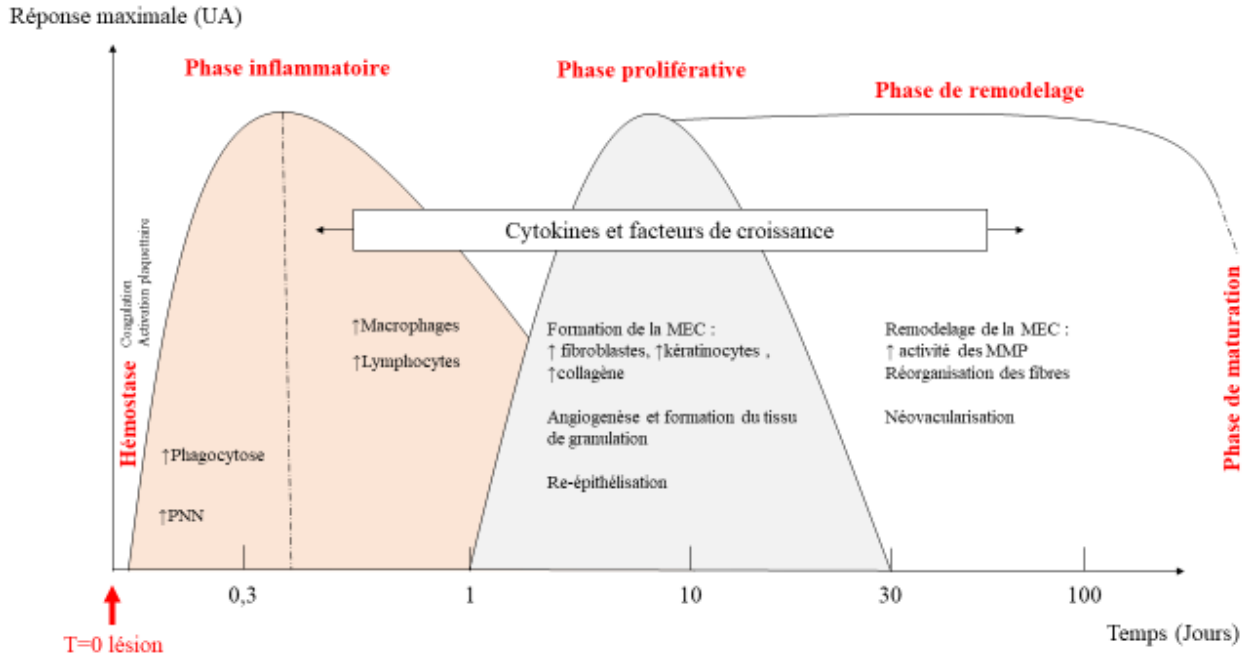 Réponse maximale (UA)
Phase inflammatoire
Phase proliférative
Phase de remodelage
Cytokines et facteurs de croissance
Hémostase
Coagulation
Activation plaquettaire
↑Macrophages
↑Lymphocytes
↑Phagocytose
↑PNN
Formation de la MEC :
↑ fibroblastes, ↑kératinocytes ,
↑collagène
Angiogenèse et formation du tissu
de granulation
Re-épithélisation
Remodelage de la MEC :
↑ activité des MMP
Réorganisation des fibres
Néovacularisation
Phase de maturation
0,3
1
10
30
100
Temps (Jours)
T=0 lésion